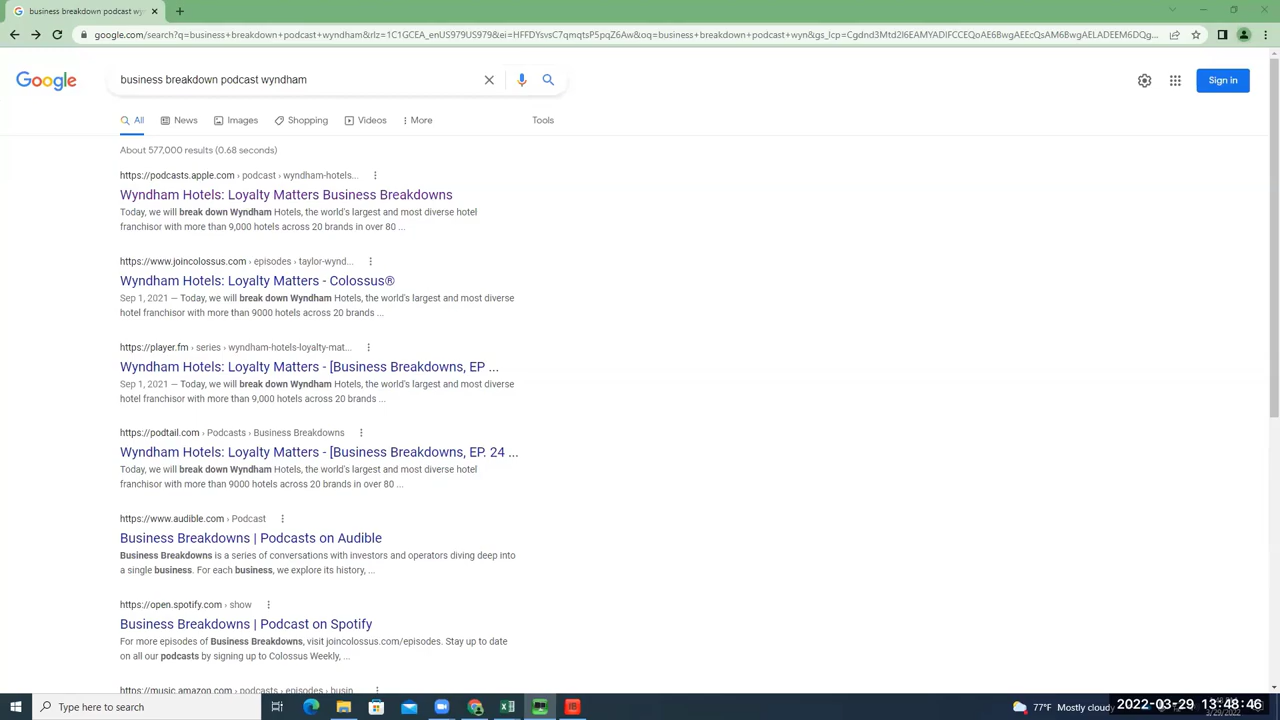 business breakdown podcast wy
google.com/search?q=business+breakdown+podcast+wyndham&rlz=1C1GCEA_enUS979US979&ei=HFFDYsvsC7qmqtsP5pqZ6Aw&oq=business+breakdown+podcast+wyn&gs_lcp=Cgdnd3Mtd2l6EAMYADIFCCEQoAE6BwgAEEcQsAM6BwgAELADEEM6DQg...
Incognito
Google
business breakdown podcast wyndham
Sign in
All News Images Shopping Videos More Tools
About 577,000 results (0.68 seconds)
https://podcasts.apple.com › podcast › wyndham-hotels...
Wyndham Hotels: Loyalty Matters Business Breakdowns
Today, we will break down Wyndham Hotels, the world's largest and most diverse hotel
franchisor with more than 9,000 hotels across 20 brands in over 80 ...
https://www.joincolossus.com › episodes › taylor-wynd...
Wyndham Hotels: Loyalty Matters - Colossus®
Sep 1, 2021 — Today, we will break down Wyndham Hotels, the world's largest and most diverse
hotel franchisor with more than 9000 hotels across 20 brands ...
https://player.fm › series › wyndham-hotels-loyalty-mat...
Wyndham Hotels: Loyalty Matters - [Business Breakdowns, EP ...
Sep 1, 2021 — Today, we will break down Wyndham Hotels, the world's largest and most diverse
hotel franchisor with more than 9,000 hotels across 20 brands ...
https://podtail.com › Podcasts › Business Breakdowns
Wyndham Hotels: Loyalty Matters - [Business Breakdowns, EP. 24 ...
Today, we will break down Wyndham Hotels, the world's largest and most diverse hotel
franchisor with more than 9000 hotels across 20 brands in over 80 ...
https://www.audible.com › Podcast
Business Breakdowns | Podcasts on Audible
Business Breakdowns is a series of conversations with investors and operators diving deep into
a single business. For each business, we explore its history, ...
https://open.spotify.com › show
Business Breakdowns | Podcast on Spotify
For more episodes of Business Breakdowns, visit joincolossus.com/episodes. Stay up to date
on all our podcasts by signing up to Colossus Weekly, ...
https://music.amazon.com › podcasts › episodes › busin...
Type here to search
77°F Mostly cloudy
2022-03-29 13:48:46